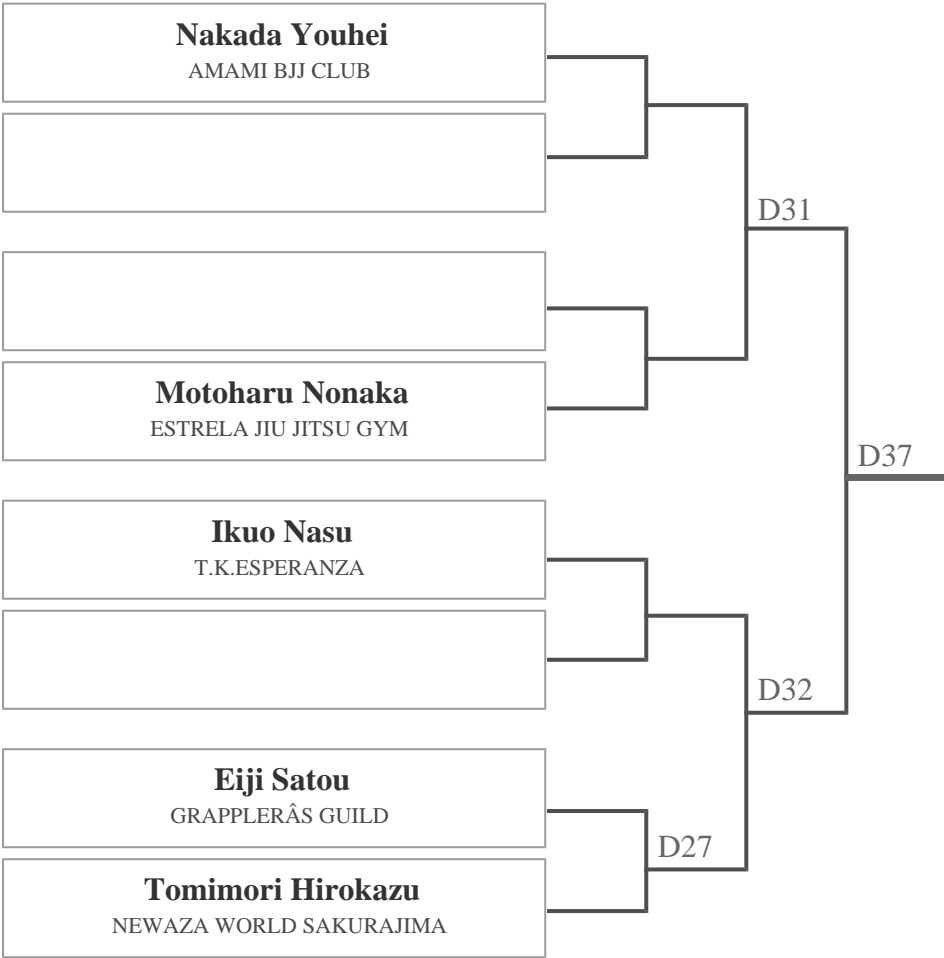 Nakada Youhei
AMAMI BJJ CLUB
D31
Motoharu Nonaka
ESTRELA JIU JITSU GYM
D37
Ikuo Nasu
T.K.ESPERANZA
D32
Eiji Satou
GRAPPLERÂS GUILD
D27
Tomimori Hirokazu
NEWAZA WORLD SAKURAJIMA